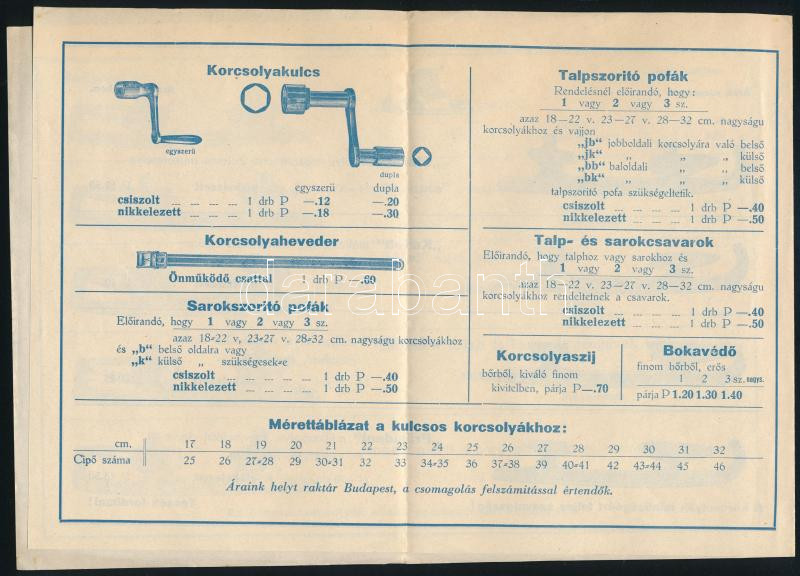 Korcsolyakulcs
egyszerű
dupla
egyszerü dupla
csiszolt 1 drb P —.12 —.20
nikkelezett 1 drb P —.18 —.30
Korcsolyaheveder
Önmüködő csattal 1 drb P —.60
Sarokszoritó pofák
Előirandó, hogy 1 vagy 2 vagy 3 sz.
azaz 18-22 v, 23-27 v. 28-32 cm. nagyságu korcsolyákhoz
és „b" belső oldalra vagy
„k" külső „ szükségesek-e
csiszolt 1 drb P —.40
nikkelezett 1 drb P —.50
Talpszoritó pofák
Rendelésnél előirandó, hogy:
1 vagy 2 vagy 3 sz.
azaz 18—22 v. 23—27 v. 28—32 cm. nagyságu
korcsolyákhoz és vajjon
„jb" jobboldali korcsolyára való belső
„jk" „ „ „ külső
„bb" baloldali „ „ belső
„bk" „ „ „ külső
talpszoritó pofa szükségeltetik.
csiszolt 1 drb P —.40
nikkelezett 1 drb P —.50
Talp- és sarokcsavarok
Előirandó, hogy talphoz vagy sarokhoz és
1 vagy 2 vagy 3 sz.
azaz 18—22 v. 23—27 v. 28—32 cm. nagyságu
korcsolyákhoz rendeltetnek a csavarok.
csiszolt 1 drb P —.40
nikkelezett 1 drb P —.50
Korcsolyaszij
bőrből, kiváló finom
kivitelben, párja P—.70
Bokavédő
finom bőrből, erős
1 2 3 sz. nagys.
párja P 1.20 1.30 1.40
Mérettáblázat a kulcsos korcsolyákhoz:
cm. 17 18 19 20 21 22 23 24 25 26 27 28 29 30 31 32
Cipő száma 25 26 27-28 29 30-31 32 33 34-35 36 37-38 39 40-41 42 43-44 45 46
Áraink helyt raktár Budapest, a csomagolás felszámitással értendők.
darabanth